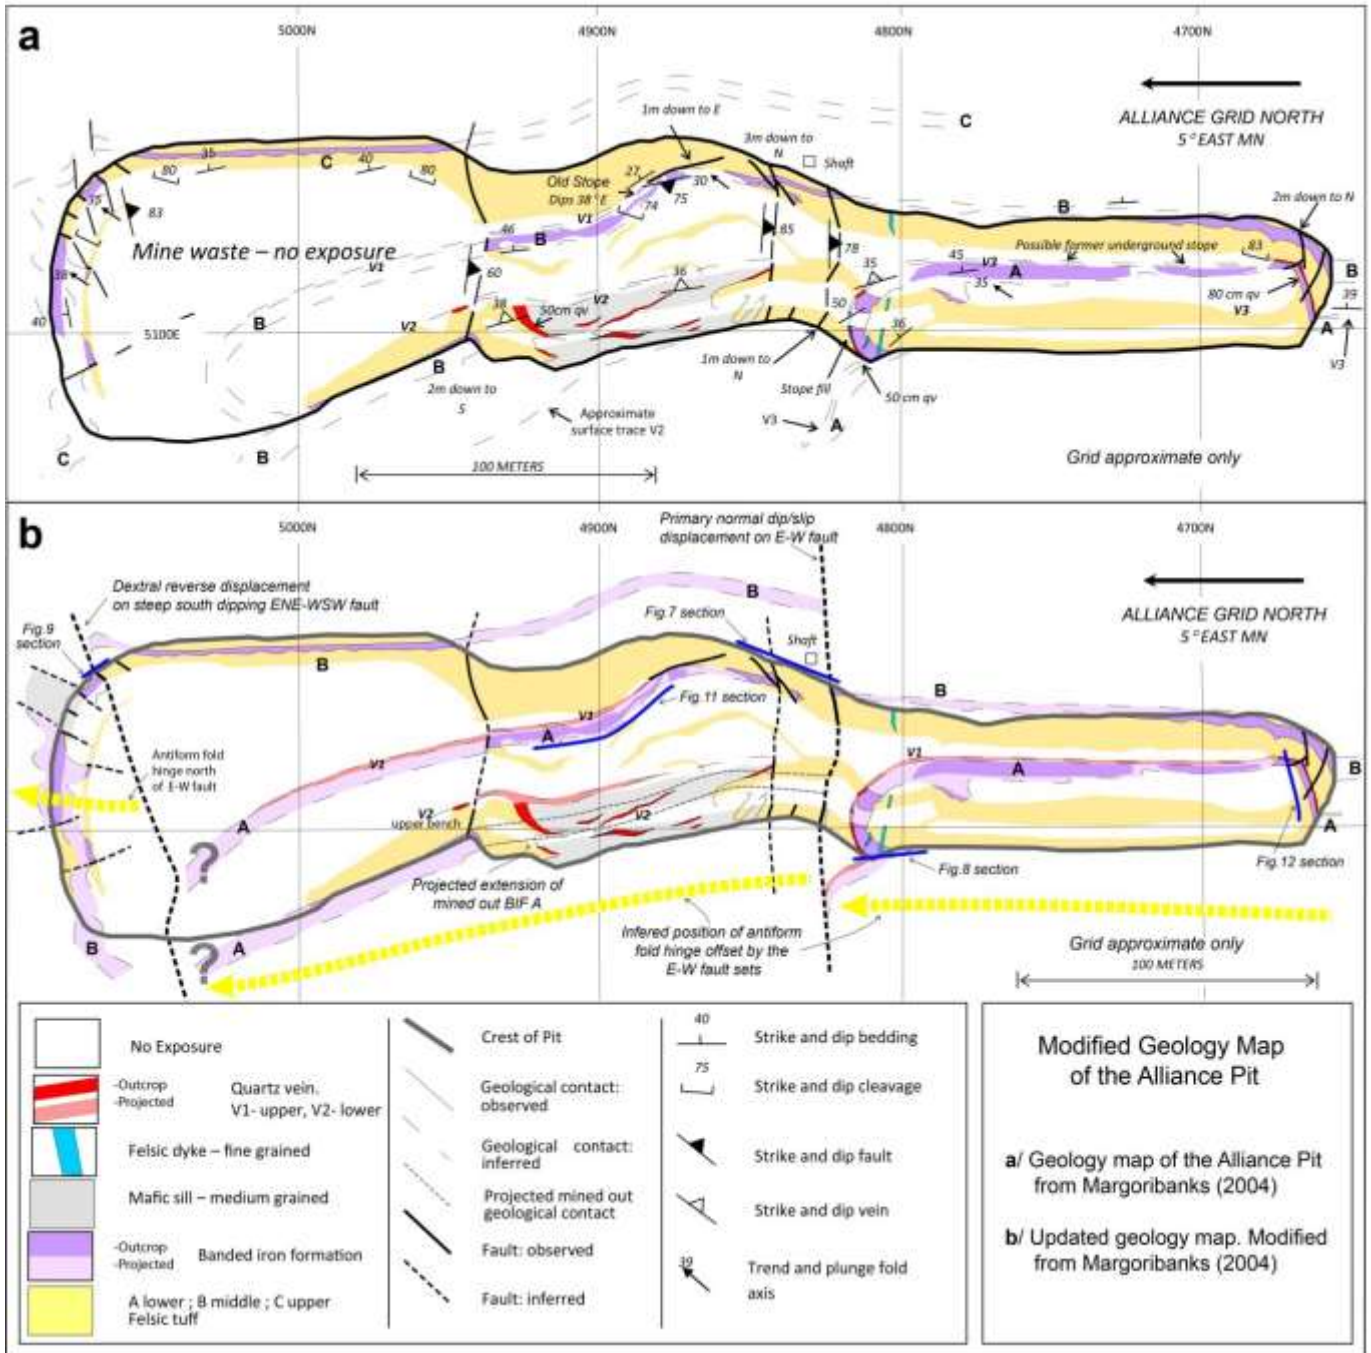 a
5000N 4900N 4800N 4700N
ALLIANCE GRID NORTH
5° EAST MN
1m down to E
3m down to
N
Shaft
C
35
40
80
80
C
27
30
Old Stope
Dips 38° E
74
75
V1
B
2m down to N
35
83
Mine waste – no exposure
46
B
V1
85
78
Possible former underground stope
83
45
V3
A
35
38
60
36
35
B
80 cm qv
39
40
B
V2
38
50cm qv
V2
50
36
V3
A
5100E
B
2m down to
S
1m down to
N
Stope fill
50 cm qv
V3
Approximate
surface trace V2
V3
A
C
B
100 METERS
Grid approximate only
b
5000N 4900N 4800N 4700N
Primary normal dip/slip
displacement on E-W fault
Dextral reverse displacement
on steep south dipping ENE-WSW fault
ALLIANCE GRID NORTH
5° EAST MN
Fig.9
section
B
Fig.7 section
Shaft
B
B
Fig.11 section
V1
A
V1
A
V1
B
Antiform fold
hinge north
of E-W fault
A
V2
upper bench
V2
A
?
Projected extension of
mined out BIF A
Fig.8 section
Fig.12 section
B
A
?
Infered position of antiform
fold hinge offset by the
E-W fault sets
Grid approximate only
100 METERS
No Exposure
-Outcrop
-Projected
Quartz vein.
V1- upper, V2- lower
Felsic dyke – fine grained
Mafic sill – medium grained
-Outcrop
-Projected
Banded iron formation
A lower ; B middle ; C upper
Felsic tuff
Crest of Pit
Geological contact:
observed
Geological contact:
inferred
Projected mined out
geological contact
Fault: observed
Fault: inferred
40
Strike and dip bedding
75
Strike and dip cleavage
Strike and dip fault
Strike and dip vein
39
Trend and plunge fold
axis
Modified Geology Map
of the Alliance Pit
a/ Geology map of the Alliance Pit
from Margoribanks (2004)
b/ Updated geology map. Modified
from Margoribanks (2004)